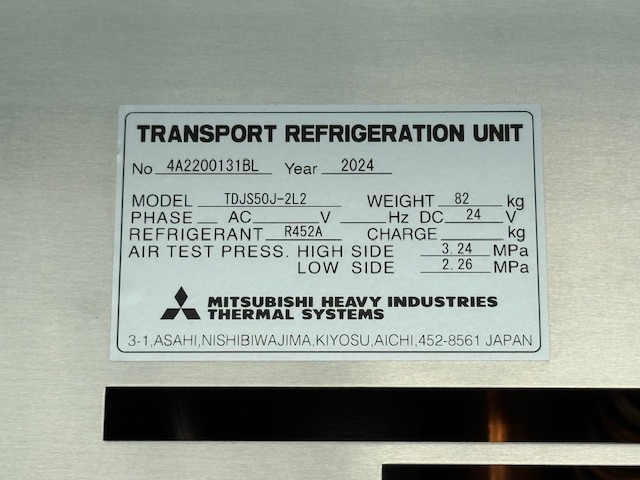 TRANSPORT REFRIGERATION UNIT
No 4A2200131BL Year 2024
MODEL TDJS50J-2L2 WEIGHT 82 kg
PHASE AC V Hz DC 24 V
REFRIGERANT R452A CHARGE kg
AIR TEST PRESS. HIGH SIDE 3.24 MPa
LOW SIDE 2.26 MPa
MITSUBISHI HEAVY INDUSTRIES
THERMAL SYSTEMS
3-1,ASAHI,NISHIBIWAJIMA,KIYOSU,AICHI,452-8561 JAPAN